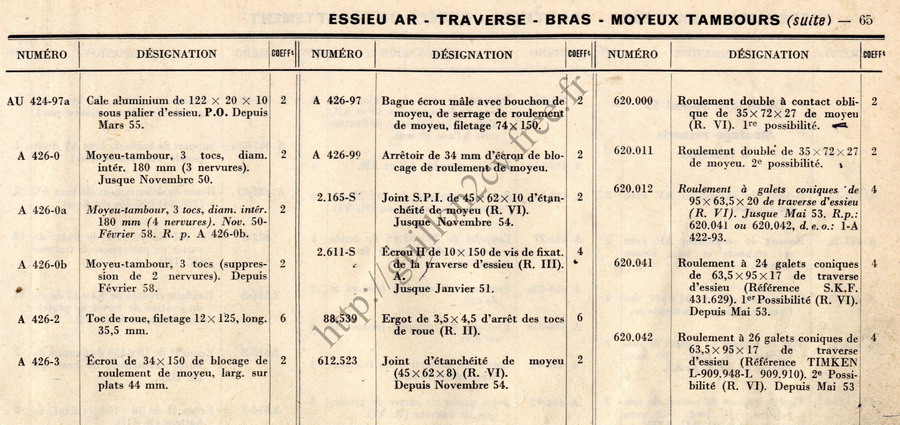 ESSIEU AR - TRAVERSE - BRAS - MOYEUX TAMBOURS (suite) — 65
NUMÉRO DÉSIGNATION COEFFt.
AU 424-97a Cale aluminium de 122 × 20 × 10 2
sous palier d'essieu. P.O. Depuis
Mars 55.
A 426-0 Moyeu-tambour, 3 tocs, diam. 2
intér. 180 mm (3 nervures).
Jusque Novembre 50.
A 426-0a Moyeu-tambour, 3 tocs, diam. intér. 2
180 mm (4 nervures). Nov. 50-
Février 58. R. p. A 426-0b.
A 426-0b Moyeu-tambour, 3 tocs (suppres- 2
sion de 2 nervures). Depuis
Février 58.
A 426-2 Toc de roue, filetage 12×125, long. 6
35,5 mm.
A 426-3 Écrou de 34×150 de blocage de 2
roulement de moyeu, larg. sur
plats 44 mm.
NUMÉRO DÉSIGNATION COEFFt.
A 426-97 Bague écrou mâle avec bouchon de 2
moyeu, de serrage de roulement
de moyeu, filetage 74×150.
A 426-99 Arrêtoir de 34 mm d'écrou de blo- 2
cage de roulement de moyeu.
2.165-S Joint S.P.I. de 45×62×10 d'étan- 2
chéité de moyeu (R. VI).
Jusque Novembre 54.
2.611-S Écrou H de 10×150 de vis de fixat. 4
de la traverse d'essieu (R. III).
A.
Jusque Janvier 51.
88.539 Ergot de 3,5×4,5 d'arrêt des tocs 6
de roue (R. II).
612.523 Joint d'étanchéité de moyeu 2
(45×62×8) (R. VI).
Depuis Novembre 54.
NUMÉRO DÉSIGNATION COEFFt
620.000 Roulement double à contact obli- 2
que de 35×72×27 de moyeu
(R. VI). 1re possibilité.
620.011 Roulement double de 35×72×27 2
de moyeu. 2e possibilité.
620.012 Roulement à galets coniques de 4
95×63,5×20 de traverse d'essieu
(R. VI). Jusque Mai 53. R.p.:
620.041 ou 620.042, d.e.o.: 1-A
422-93.
620.041 Roulement à 24 galets coniques 4
de 63,5×95×17 de traverse
d'essieu (Référence S.K.F.
431.629). 1er Possibilité (R. VI).
Depuis Mai 53.
620.042 Roulement à 26 galets coniques de 4
63,5×95×17 de traverse
d'essieu (Référence TIMKEN
L-909.948-L 909.910). 2e Possi-
bilité (R. VI). Depuis Mai 53